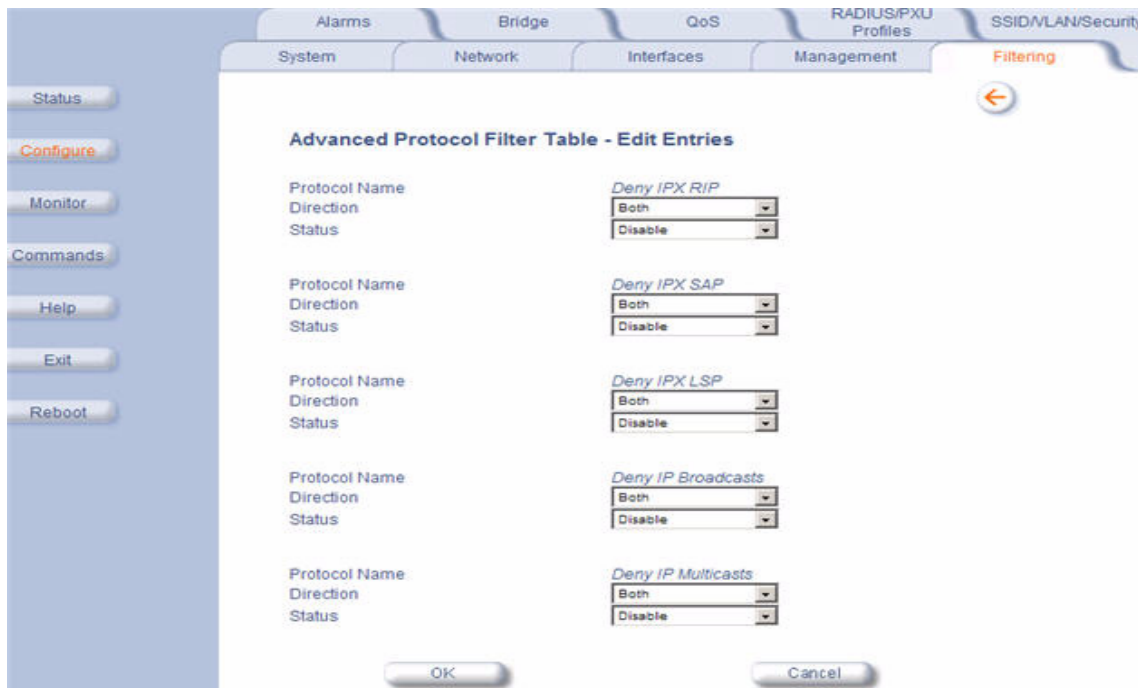 Alarms Bridge QoS RADIUS/PXU Profiles SSID/VLAN/Security
System Network Interfaces Management Filtering
Status
Configure
Monitor
Commands
Help
Exit
Reboot
Advanced Protocol Filter Table - Edit Entries
Protocol Name Deny IPX RIP
Direction Both
Status Disable
Protocol Name Deny IPX SAP
Direction Both
Status Disable
Protocol Name Deny IPX LSP
Direction Both
Status Disable
Protocol Name Deny IP Broadcasts
Direction Both
Status Disable
Protocol Name Deny IP Multicasts
Direction Both
Status Disable
OK Cancel